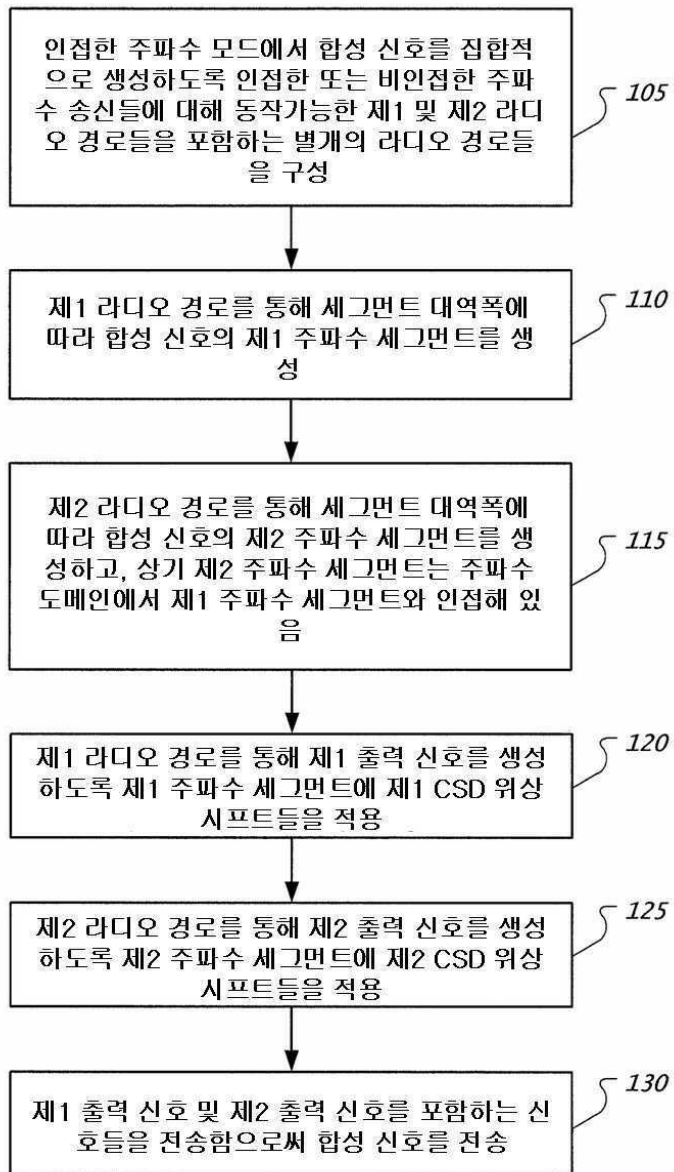 인접한 주파수 모드에서 합성 신호를 집합적
으로 생성하도록 인접한 또는 비인접한 주파
수 송신들에 대해 동작가능한 제1 및 제2 라디
오 경로들을 포함하는 별개의 라디오 경로들
을 구성
105
제1 라디오 경로를 통해 세그먼트 대역폭에
따라 합성 신호의 제1 주파수 세그먼트를 생
성
110
제2 라디오 경로를 통해 세그먼트 대역폭에
따라 합성 신호의 제2 주파수 세그먼트를 생
성하고, 상기 제2 주파수 세그먼트는 주파수
도메인에서 제1 주파수 세그먼트와 인접해 있
음
115
제1 라디오 경로를 통해 제1 출력 신호를 생성
하도록 제1 주파수 세그먼트에 제1 CSD 위상
시프트들을 적용
120
제2 라디오 경로를 통해 제2 출력 신호를 생성
하도록 제2 주파수 세그먼트에 제2 CSD 위상
시프트들을 적용
125
제1 출력 신호 및 제2 출력 신호를 포함하는 신
호들을 전송함으로써 합성 신호를 전송
130